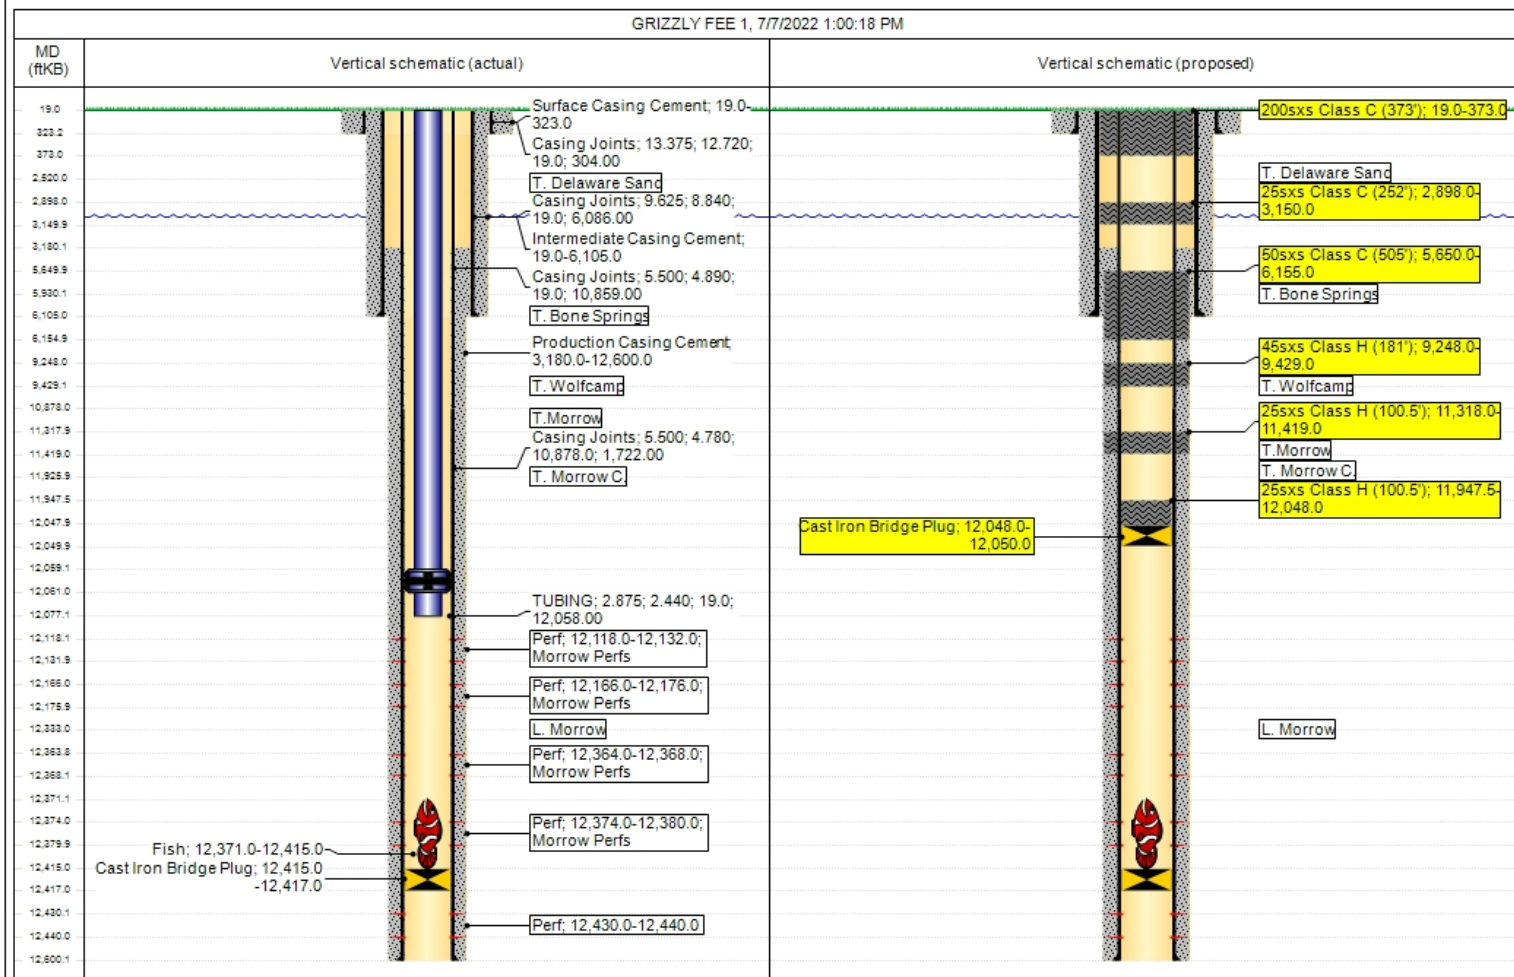 GRIZZLY FEE 1, 7/7/2022 1:00:18 PM
MD
(ftKB)
Vertical schematic (actual)
Vertical schematic (proposed)
19.0
323.2
373.0
2,520.0
2,898.0
3,149.9
3,180.1
5,649.9
5,930.1
6,105.0
6,154.9
9,248.0
9,429.1
10,878.0
11,317.9
11,419.0
11,925.9
11,947.5
12,047.9
12,049.9
12,059.1
12,061.0
12,077.1
12,118.1
12,131.9
12,166.0
12,175.9
12,333.0
12,363.8
12,368.1
12,371.1
12,374.0
12,379.9
12,415.0
12,417.0
12,430.1
12,440.0
12,600.1
Surface Casing Cement; 19.0-
323.0
Casing Joints; 13.375; 12.720;
19.0; 304.00
T. Delaware Sand
Casing Joints; 9.625; 8.840;
19.0; 6,086.00
Intermediate Casing Cement;
19.0-6,105.0
Casing Joints; 5.500; 4.890;
19.0; 10,859.00
T. Bone Springs
Production Casing Cement;
3,180.0-12,600.0
T. Wolfcamp
T.Morrow
Casing Joints; 5.500; 4.780;
10,878.0; 1,722.00
T. Morrow C.
TUBING; 2.875; 2.440; 19.0;
12,058.00
Perf; 12,118.0-12,132.0;
Morrow Perfs
Perf; 12,166.0-12,176.0;
Morrow Perfs
L. Morrow
Perf; 12,364.0-12,368.0;
Morrow Perfs
Perf; 12,374.0-12,380.0;
Morrow Perfs
Fish; 12,371.0-12,415.0
Cast Iron Bridge Plug; 12,415.0
-12,417.0
Perf; 12,430.0-12,440.0
200sxs Class C (373'); 19.0-373.0
T. Delaware Sand
25sxs Class C (252'); 2,898.0-
3,150.0
50sxs Class C (505'); 5,650.0-
6,155.0
T. Bone Springs
45sxs Class H (181'); 9,248.0-
9,429.0
T. Wolfcamp
25sxs Class H (100.5'); 11,318.0-
11,419.0
T.Morrow
T. Morrow C.
25sxs Class H (100.5'); 11,947.5-
12,048.0
Cast Iron Bridge Plug; 12,048.0-
12,050.0
L. Morrow